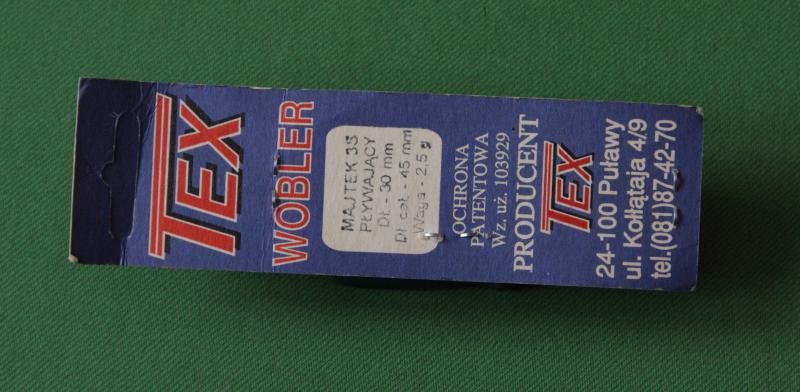 TEX
WOBLER
MAJTEK 3S
PŁYWAJĄCY
Dł. - 30 mm
Dł. cał. - 45 mm
Waga - 2,5 g
OCHRONA
PATENTOWA
Wz. uż. 103929
PRODUCENT
TEX
24-100 Puławy
ul. Kołłątaja 4/9
tel.(081)87-42-70